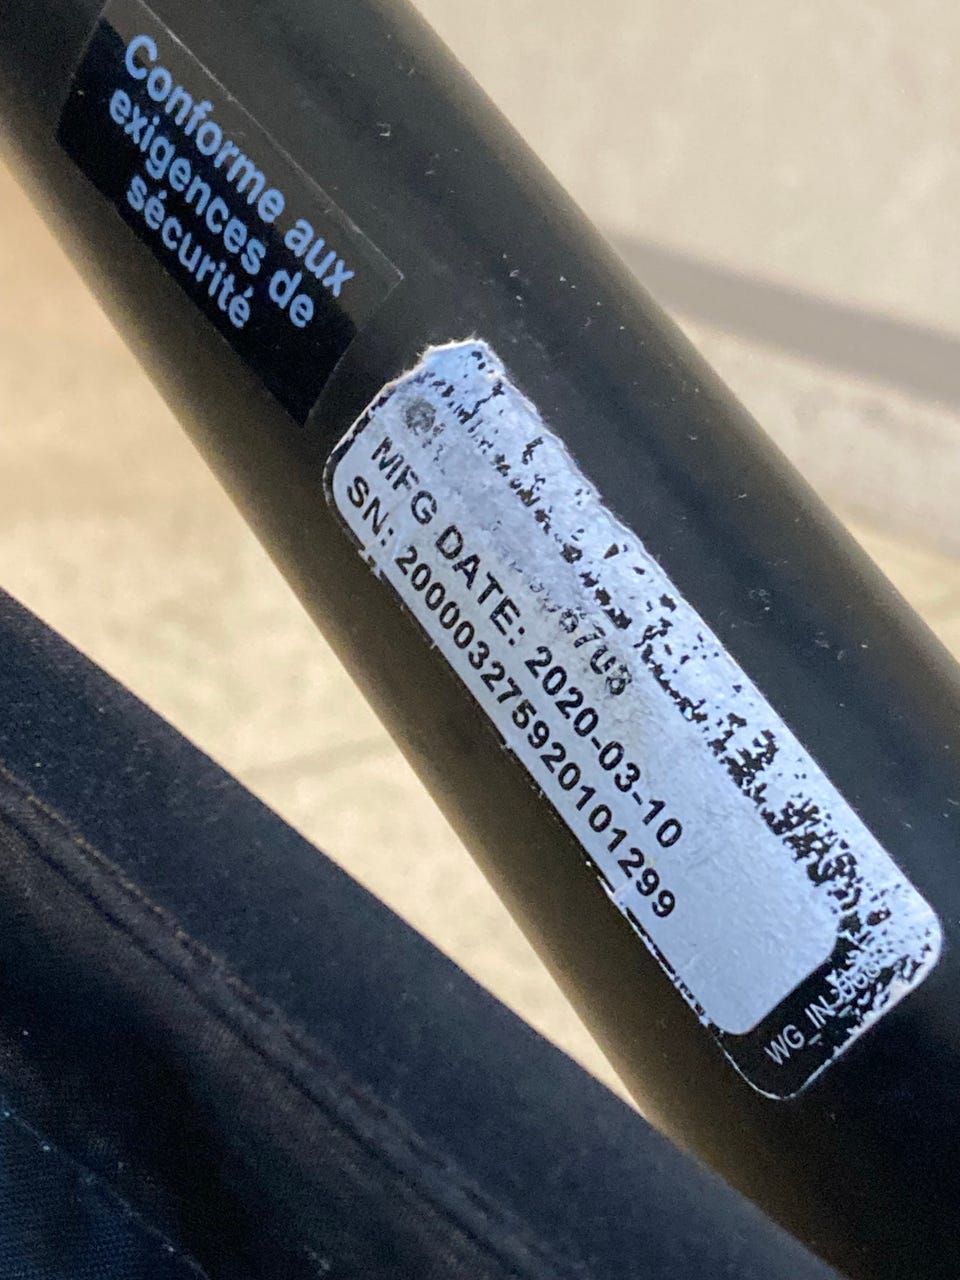 Conforme aux
exigences de
sécurité
MFG DATE: 2020-03-10
SN: 200003275920101299